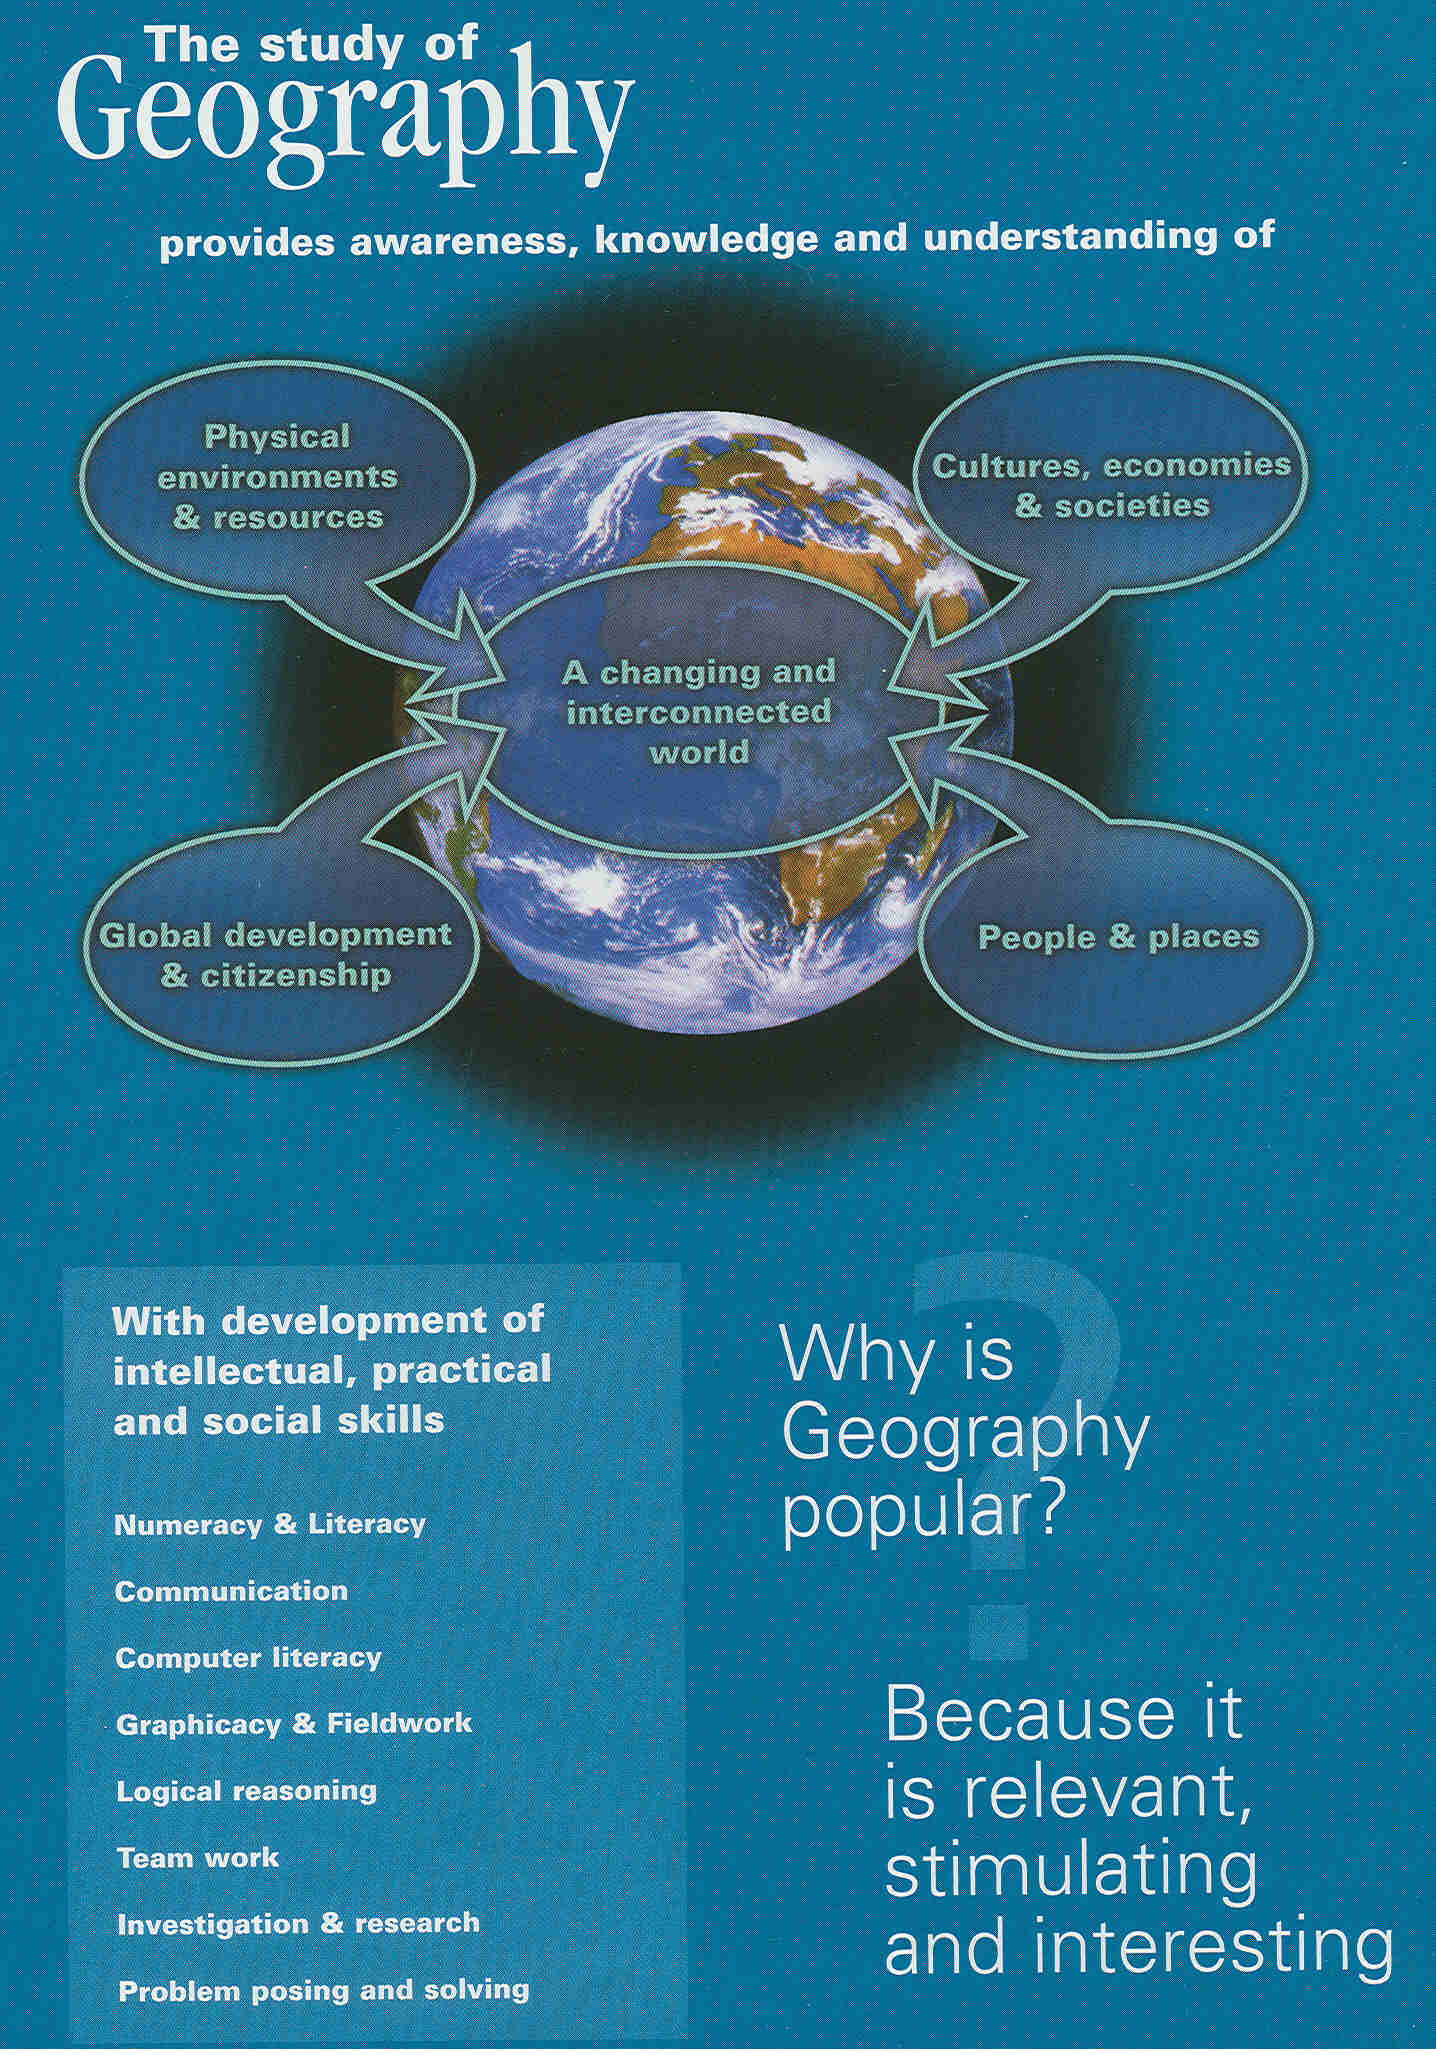 The study of
Geography
provides awareness, knowledge and understanding of
Physical
environments
& resources
Cultures, economies
& societies
A changing and
interconnected
world
Global development
& citizenship
People & places
With development of
intellectual, practical
and social skills
Numeracy & Literacy
Communication
Computer literacy
Graphicacy & Fieldwork
Logical reasoning
Team work
Investigation & research
Problem posing and solving
?
Why is
Geography
popular?
Because it
is relevant,
stimulating
and interesting